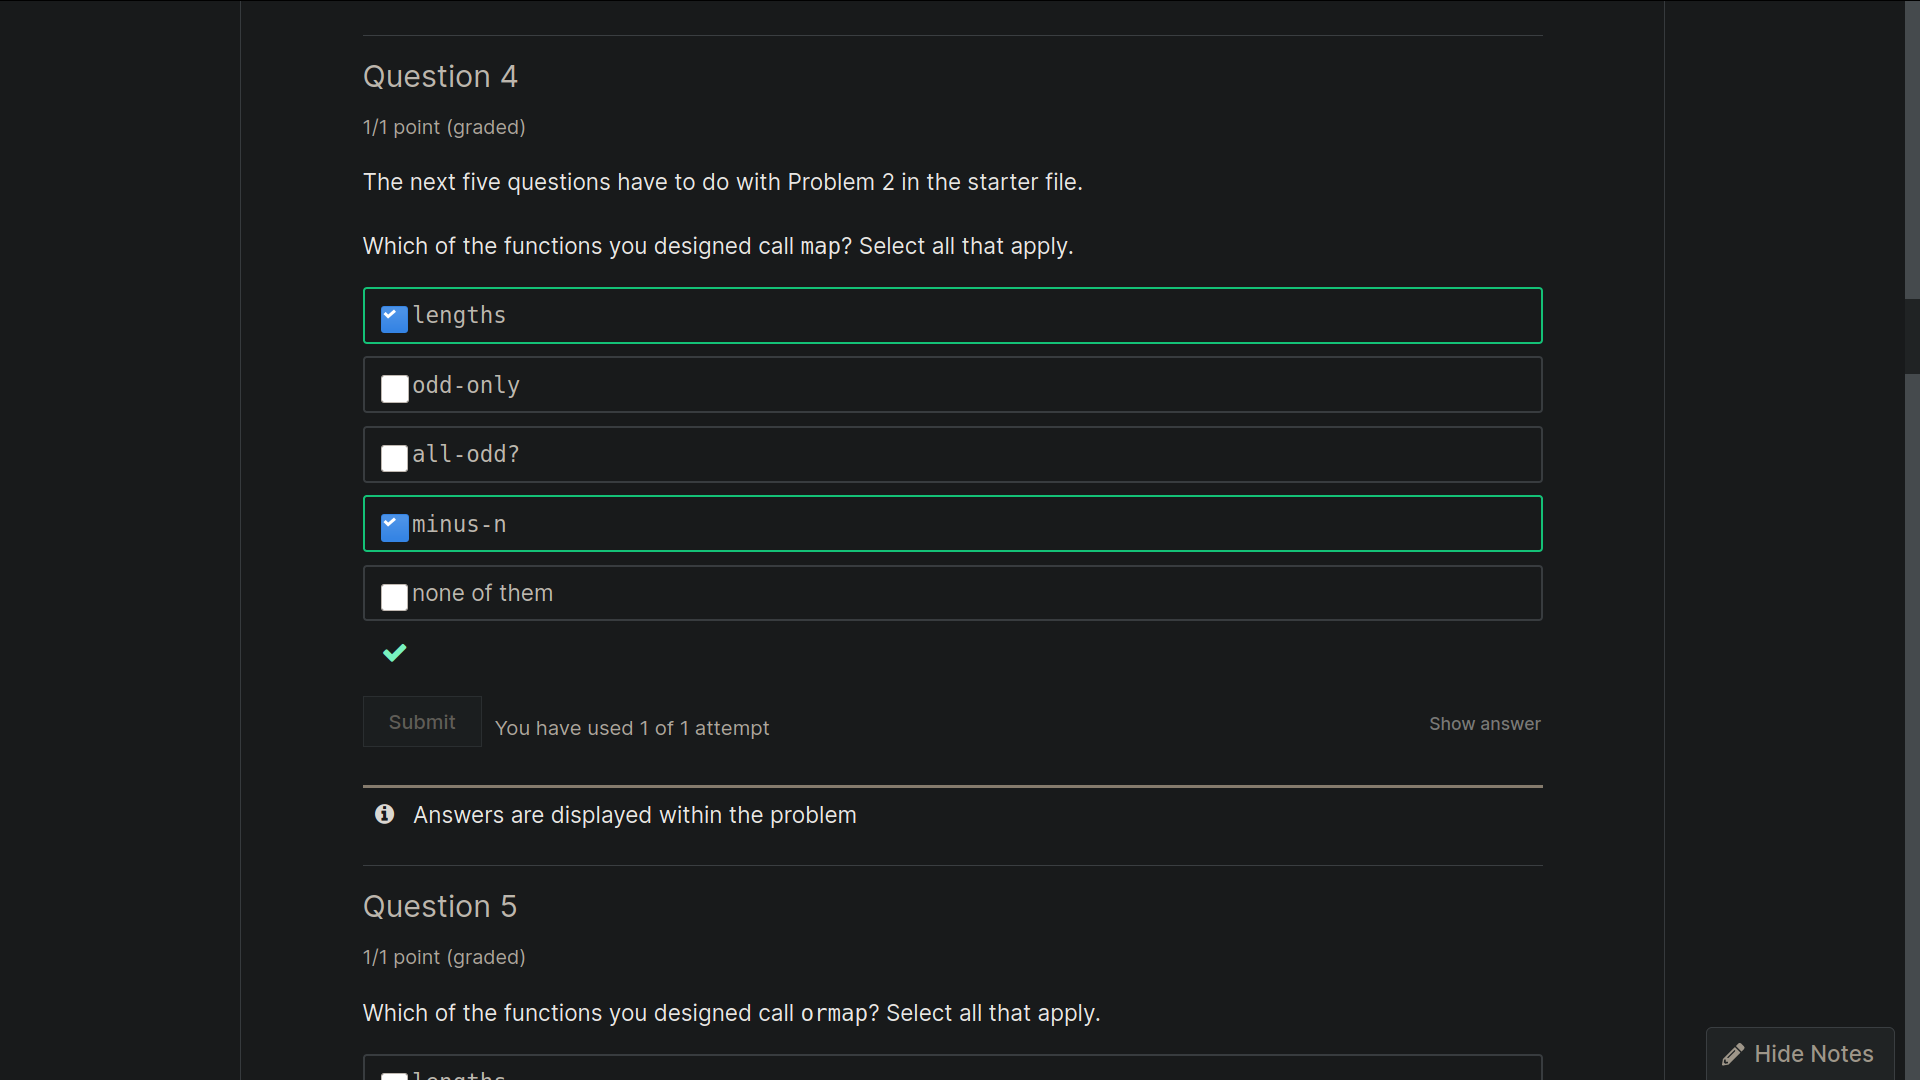 Question 4
1/1 point (graded)
The next five questions have to do with Problem 2 in the starter file.
Which of the functions you designed call map? Select all that apply.
lengths
odd-only
all-odd?
minus-n
none of them
Submit
You have used 1 of 1 attempt
Show answer
Answers are displayed within the problem
Question 5
1/1 point (graded)
Which of the functions you designed call ormap? Select all that apply.
lengths
Hide Notes